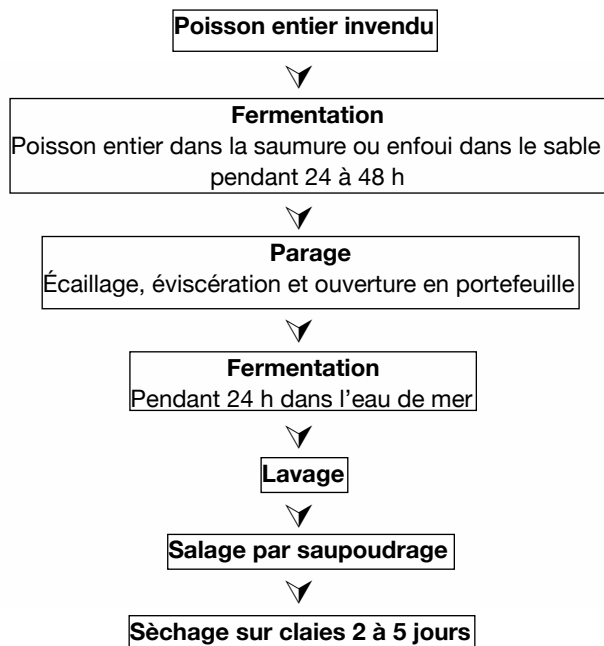 Poisson entier invendu
Fermentation
Poisson entier dans la saumure ou enfoui dans le sable
pendant 24 à 48 h
Parage
Écaillage, éviscération et ouverture en portefeuille
Fermentation
Pendant 24 h dans l'eau de mer
Lavage
Salage par saupoudrage
Sèchage sur claies 2 à 5 jours